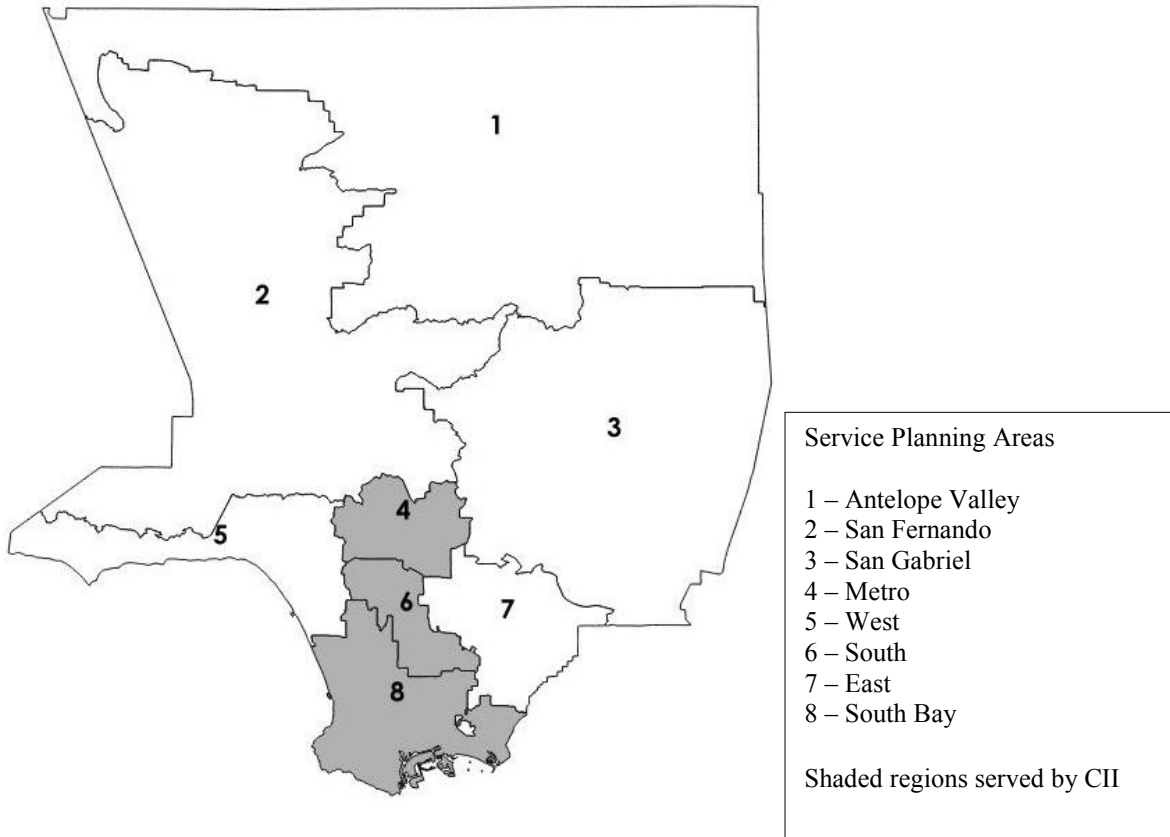 1
2
3
4
5
6
7
8
Service Planning Areas
1 – Antelope Valley
2 – San Fernando
3 – San Gabriel
4 – Metro
5 – West
6 – South
7 – East
8 – South Bay
Shaded regions served by CII